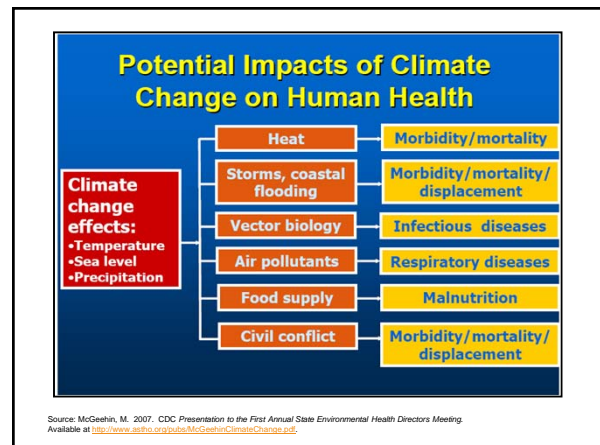 Potential Impacts of Climate
Change on Human Health
Climate
change
effects:
•Temperature
•Sea level
•Precipitation
Heat
Morbidity/mortality
Storms, coastal
flooding
Morbidity/mortality/
displacement
Vector biology
Infectious diseases
Air pollutants
Respiratory diseases
Food supply
Malnutrition
Civil conflict
Morbidity/mortality/
displacement
Source: McGeehin, M. 2007. CDC Presentation to the First Annual State Environmental Health Directors Meeting.
Available at http://www.astho.org/pubs/McGeehinClimateChange.pdf.